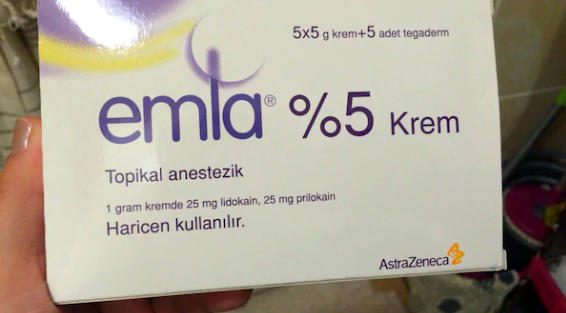 5x5 g krem+5 adet tegaderm
emla® %5 Krem
Topikal anestezik
1 gram kremde 25 mg lidokain, 25 mg prilokain
Haricen kullanılır.
AstraZeneca